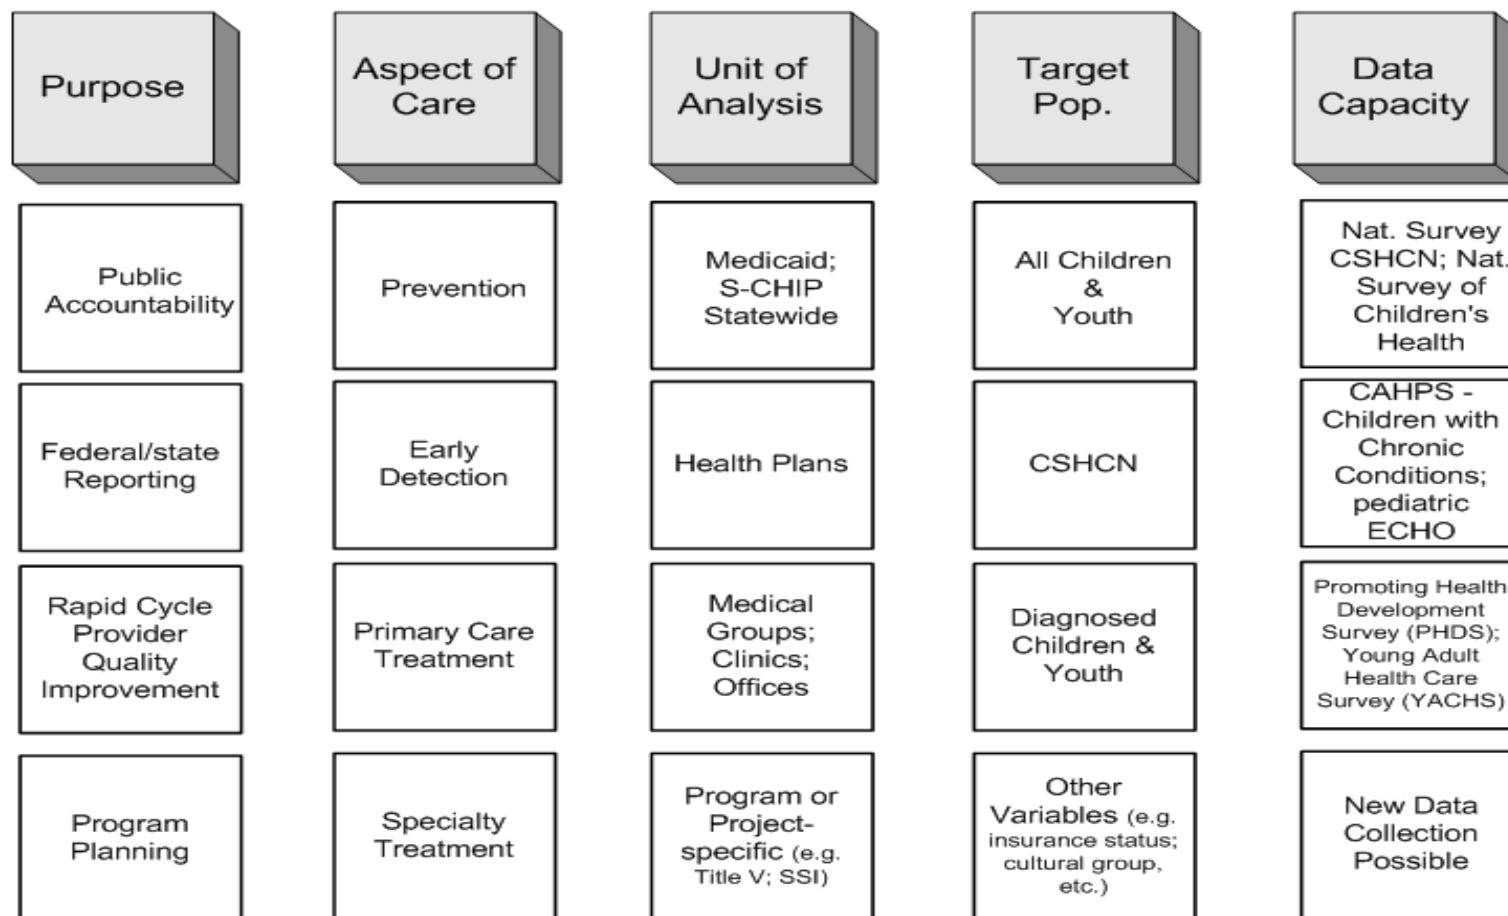 Purpose
Aspect of
Care
Unit of
Analysis
Target
Pop.
Data
Capacity
Public
Accountability
Prevention
Medicaid;
S-CHIP
Statewide
All Children
&
Youth
Nat. Survey
CSHCN; Nat.
Survey of
Children's
Health
Federal/state
Reporting
Early
Detection
Health Plans
CSHCN
CAHPS -
Children with
Chronic
Conditions;
pediatric
ECHO
Rapid Cycle
Provider
Quality
Improvement
Primary Care
Treatment
Medical
Groups;
Clinics;
Offices
Diagnosed
Children &
Youth
Promoting Health
Development
Survey (PHDS);
Young Adult
Health Care
Survey (YACHS)
Program
Planning
Specialty
Treatment
Program or
Project-
specific (e.g.
Title V; SSI)
Other
Variables (e.g.
insurance status;
cultural group,
etc.)
New Data
Collection
Possible